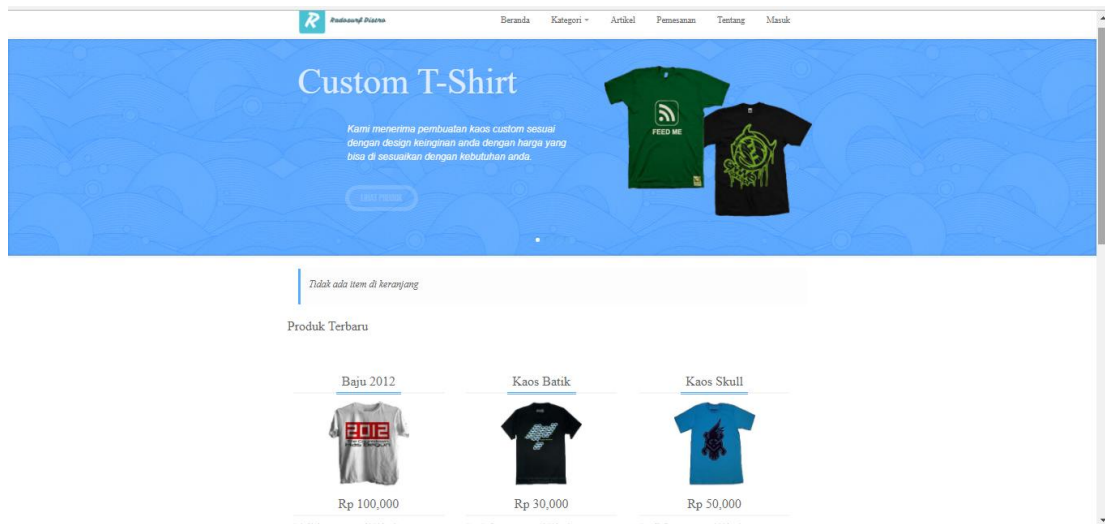 R
Beranda Kategori Artikel Pemesanan Tentang Masuk
Custom T-Shirt
Kami menerima pembuatan kaos custom sesuai
dengan design keinginan anda dengan harga yang
bisa di sesuaikan dengan kebutuhan anda.
FEED ME
Tidak ada item di keranjang
Produk Terbaru
Baju 2012 Kaos Batik Kaos Skull
2012
Rp 100,000 Rp 30,000 Rp 50,000